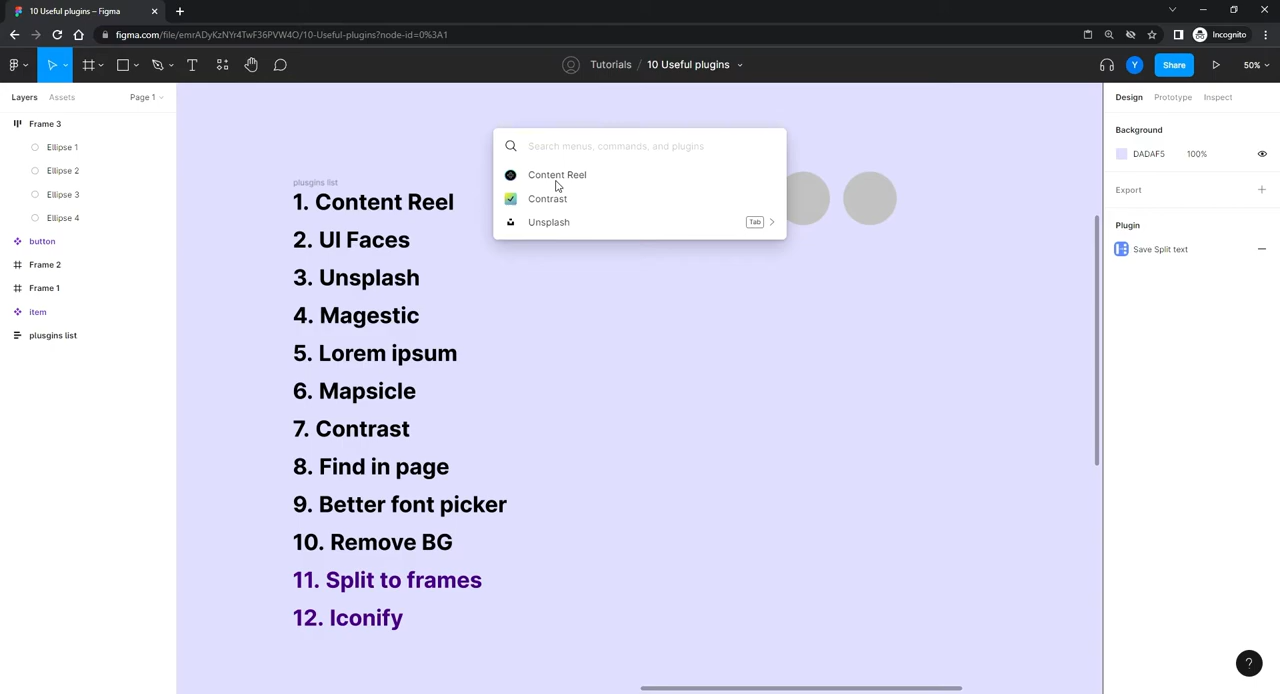 10 Useful plugins – Figma
figma.com/file/emrADyKzNYr4TwF36PVW4O/10-Useful-plugins?node-id=0%3A1
Incognito
Tutorials / 10 Useful plugins
Y
Share
50%
Layers
Assets
Page 1
Frame 3
Ellipse 1
Ellipse 2
Ellipse 3
Ellipse 4
button
Frame 2
Frame 1
item
plusgins list
Search menus, commands, and plugins
Content Reel
Contrast
Unsplash
Tab
plusgins list
1. Content Reel
2. UI Faces
3. Unsplash
4. Magestic
5. Lorem ipsum
6. Mapsicle
7. Contrast
8. Find in page
9. Better font picker
10. Remove BG
11. Split to frames
12. Iconify
Design
Prototype
Inspect
Background
DADAF5
100%
Export
Plugin
Save Split text
?